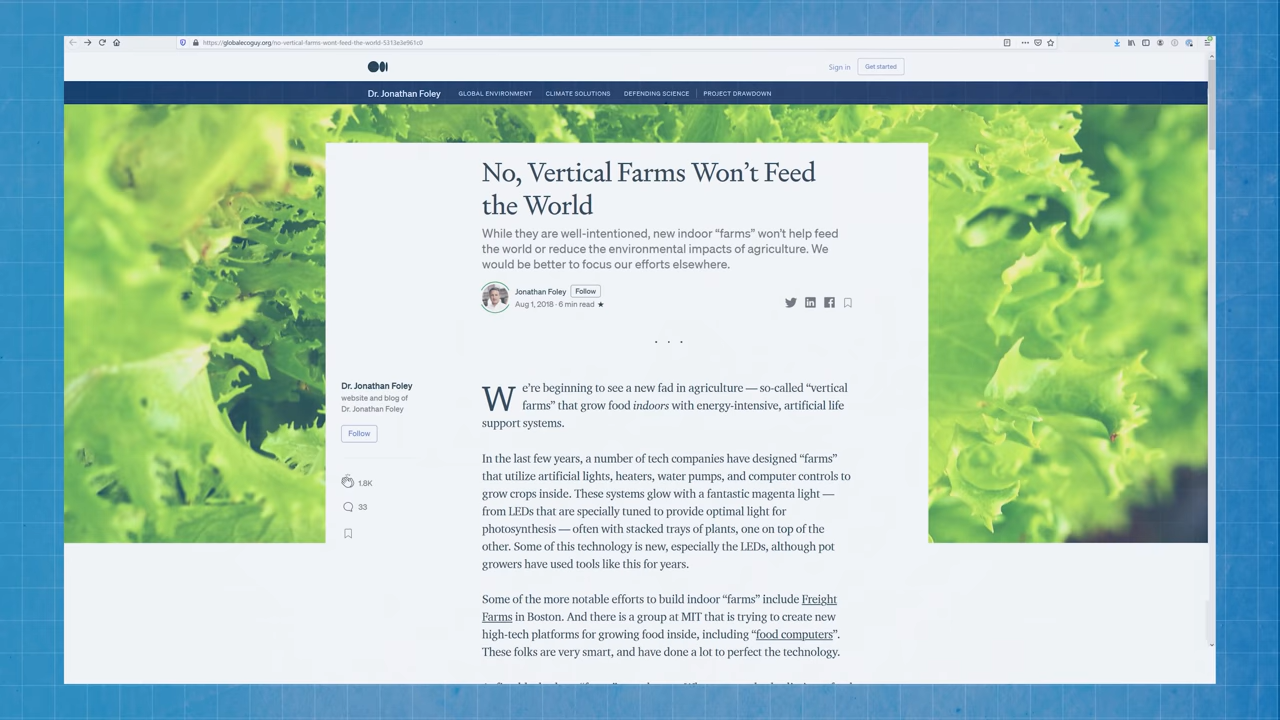 https://globalecoguy.org/no-vertical-farms-wont-feed-the-world-5313e3e961c0
Sign in
Get started
Dr. Jonathan Foley
GLOBAL ENVIRONMENT
CLIMATE SOLUTIONS
DEFENDING SCIENCE
PROJECT DRAWDOWN
No, Vertical Farms Won’t Feed
the World
While they are well-intentioned, new indoor “farms” won’t help feed
the world or reduce the environmental impacts of agriculture. We
would be better to focus our efforts elsewhere.
Jonathan Foley
Follow
Aug 1, 2018 · 6 min read ★
. . .
Dr. Jonathan Foley
website and blog of
Dr. Jonathan Foley
Follow
1.8K
33
We’re beginning to see a new fad in agriculture — so-called “vertical
farms” that grow food indoors with energy-intensive, artificial life
support systems.
In the last few years, a number of tech companies have designed “farms”
that utilize artificial lights, heaters, water pumps, and computer controls to
grow crops inside. These systems glow with a fantastic magenta light —
from LEDs that are specially tuned to provide optimal light for
photosynthesis — often with stacked trays of plants, one on top of the
other. Some of this technology is new, especially the LEDs, although pot
growers have used tools like this for years.
Some of the more notable efforts to build indoor “farms” include Freight
Farms in Boston. And there is a group at MIT that is trying to create new
high-tech platforms for growing food inside, including “food computers”.
These folks are very smart, and have done a lot to perfect the technology.